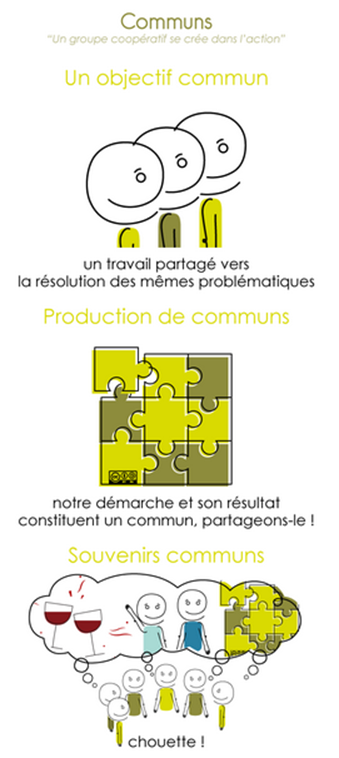 Communs
"Un groupe coopératif se crée dans l'action"
Un objectif commun
un travail partagé vers
la résolution des mêmes problématiques
Production de communs
notre démarche et son résultat
constituent un commun, partageons-le !
Souvenirs communs
chouette !